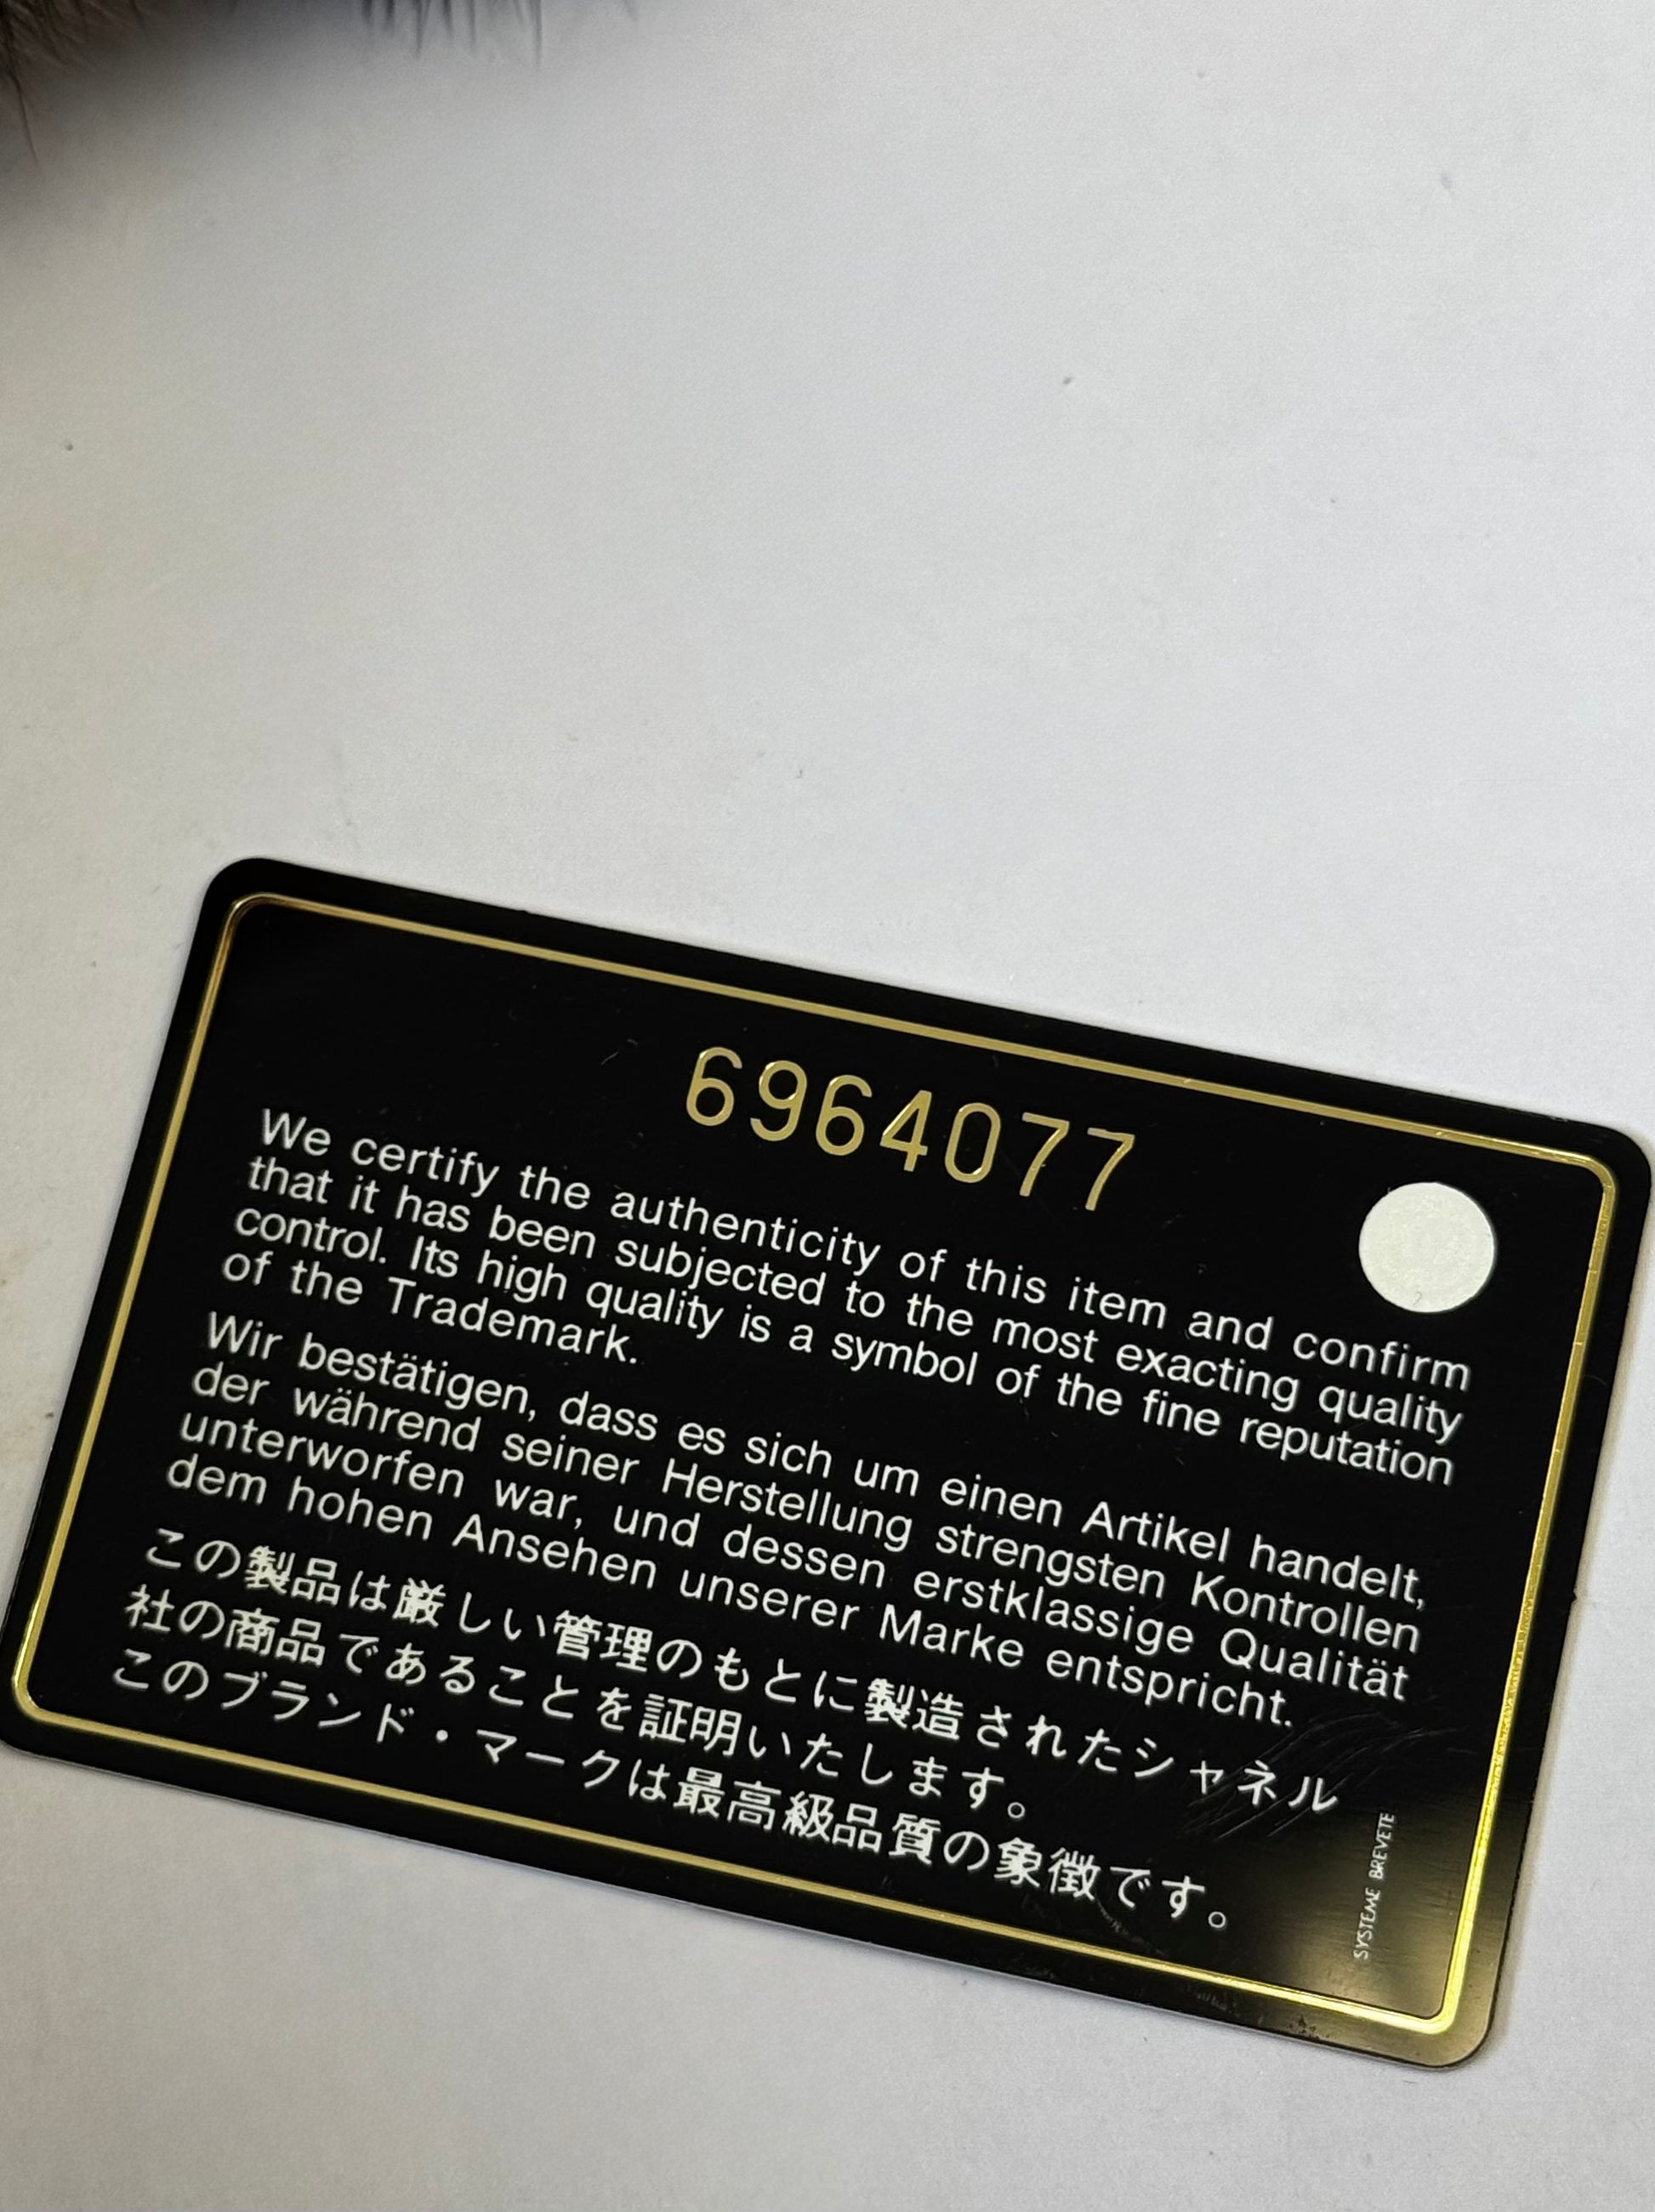 6964077
We certify the authenticity of this item and confirm
that it has been subjected to the most exacting quality
control. Its high quality is a symbol of the fine reputation
of the Trademark.
Wir bestätigen, dass es sich um einen Artikel handelt,
der während seiner Herstellung strengsten Kontrollen
unterworfen war, und dessen erstklassige Qualität
dem hohen Ansehen unserer Marke entspricht.
この製品は厳しい管理のもとに製造されたシャネル
社の商品であることを証明いたします。
このブランド・マークは最高級品質の象徴です。
SYSTEME BREVETE